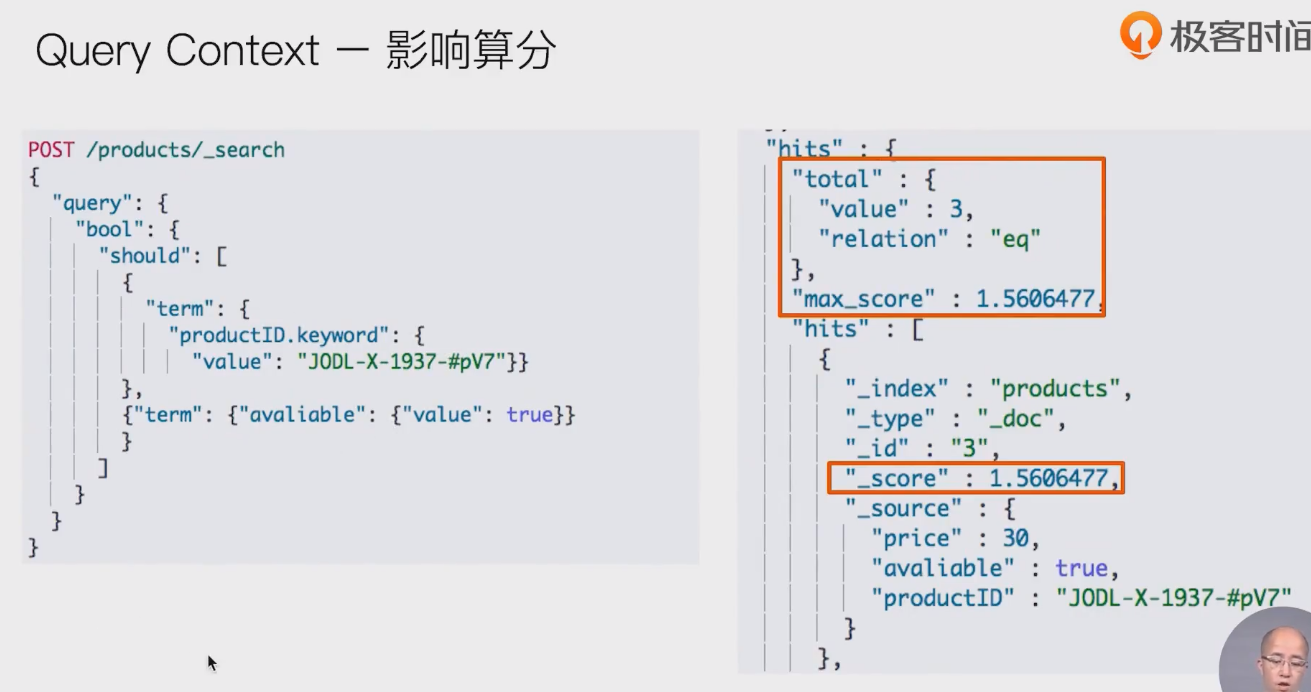 Query Context — 影响算分
极客时间
POST /products/_search
{
"query": {
"bool": {
"should": [
{
"term": {
"productID.keyword": {
"value": "JODL-X-1937-#pV7"}}
},
{"term": {"avaliable": {"value": true}}
}
]
}
}
}
"hits" : {
"total" : {
"value" : 3,
"relation" : "eq"
},
"max_score" : 1.5606477,
"hits" : [
{
"_index" : "products",
"_type" : "_doc",
"_id" : "3",
"_score" : 1.5606477,
"_source" : {
"price" : 30,
"avaliable" : true,
"productID" : "JODL-X-1937-#pV7"
}
},